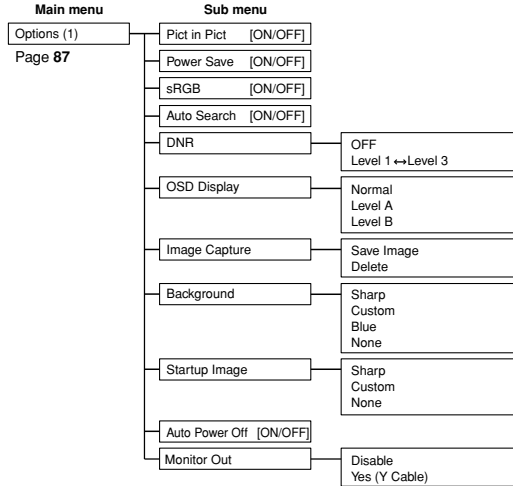 Main menu Sub menu
Options (1)
Page 87
Pict in Pict [ON/OFF]
Power Save [ON/OFF]
sRGB [ON/OFF]
Auto Search [ON/OFF]
DNR
OFF
Level 1 ↔ Level 3
OSD Display
Normal
Level A
Level B
Image Capture
Save Image
Delete
Background
Sharp
Custom
Blue
None
Startup Image
Sharp
Custom
None
Auto Power Off [ON/OFF]
Monitor Out
Disable
Yes (Y Cable)